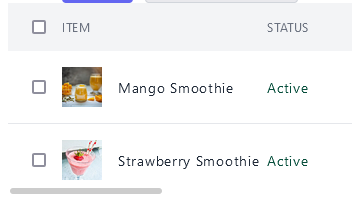 ITEM STATUS
Mango Smoothie Active
Strawberry Smoothie Active